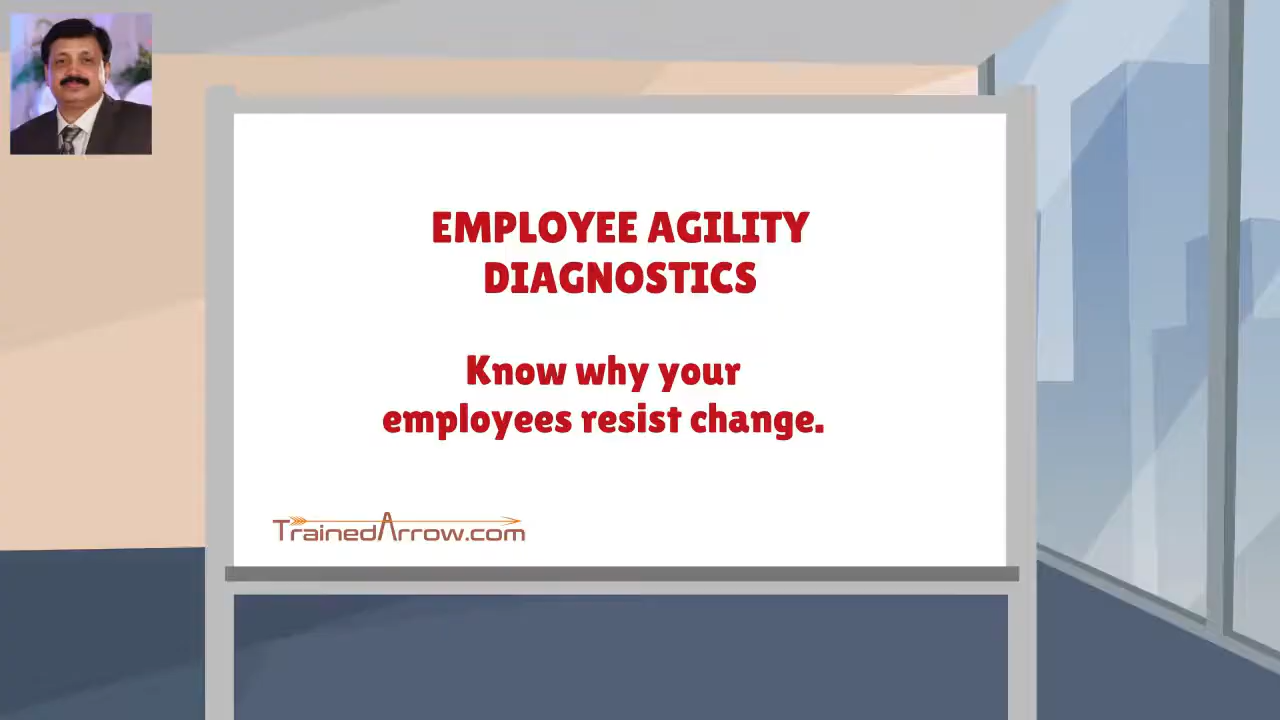 EMPLOYEE AGILITY
DIAGNOSTICS
Know why your
employees resist change.
TrainedArrow.com